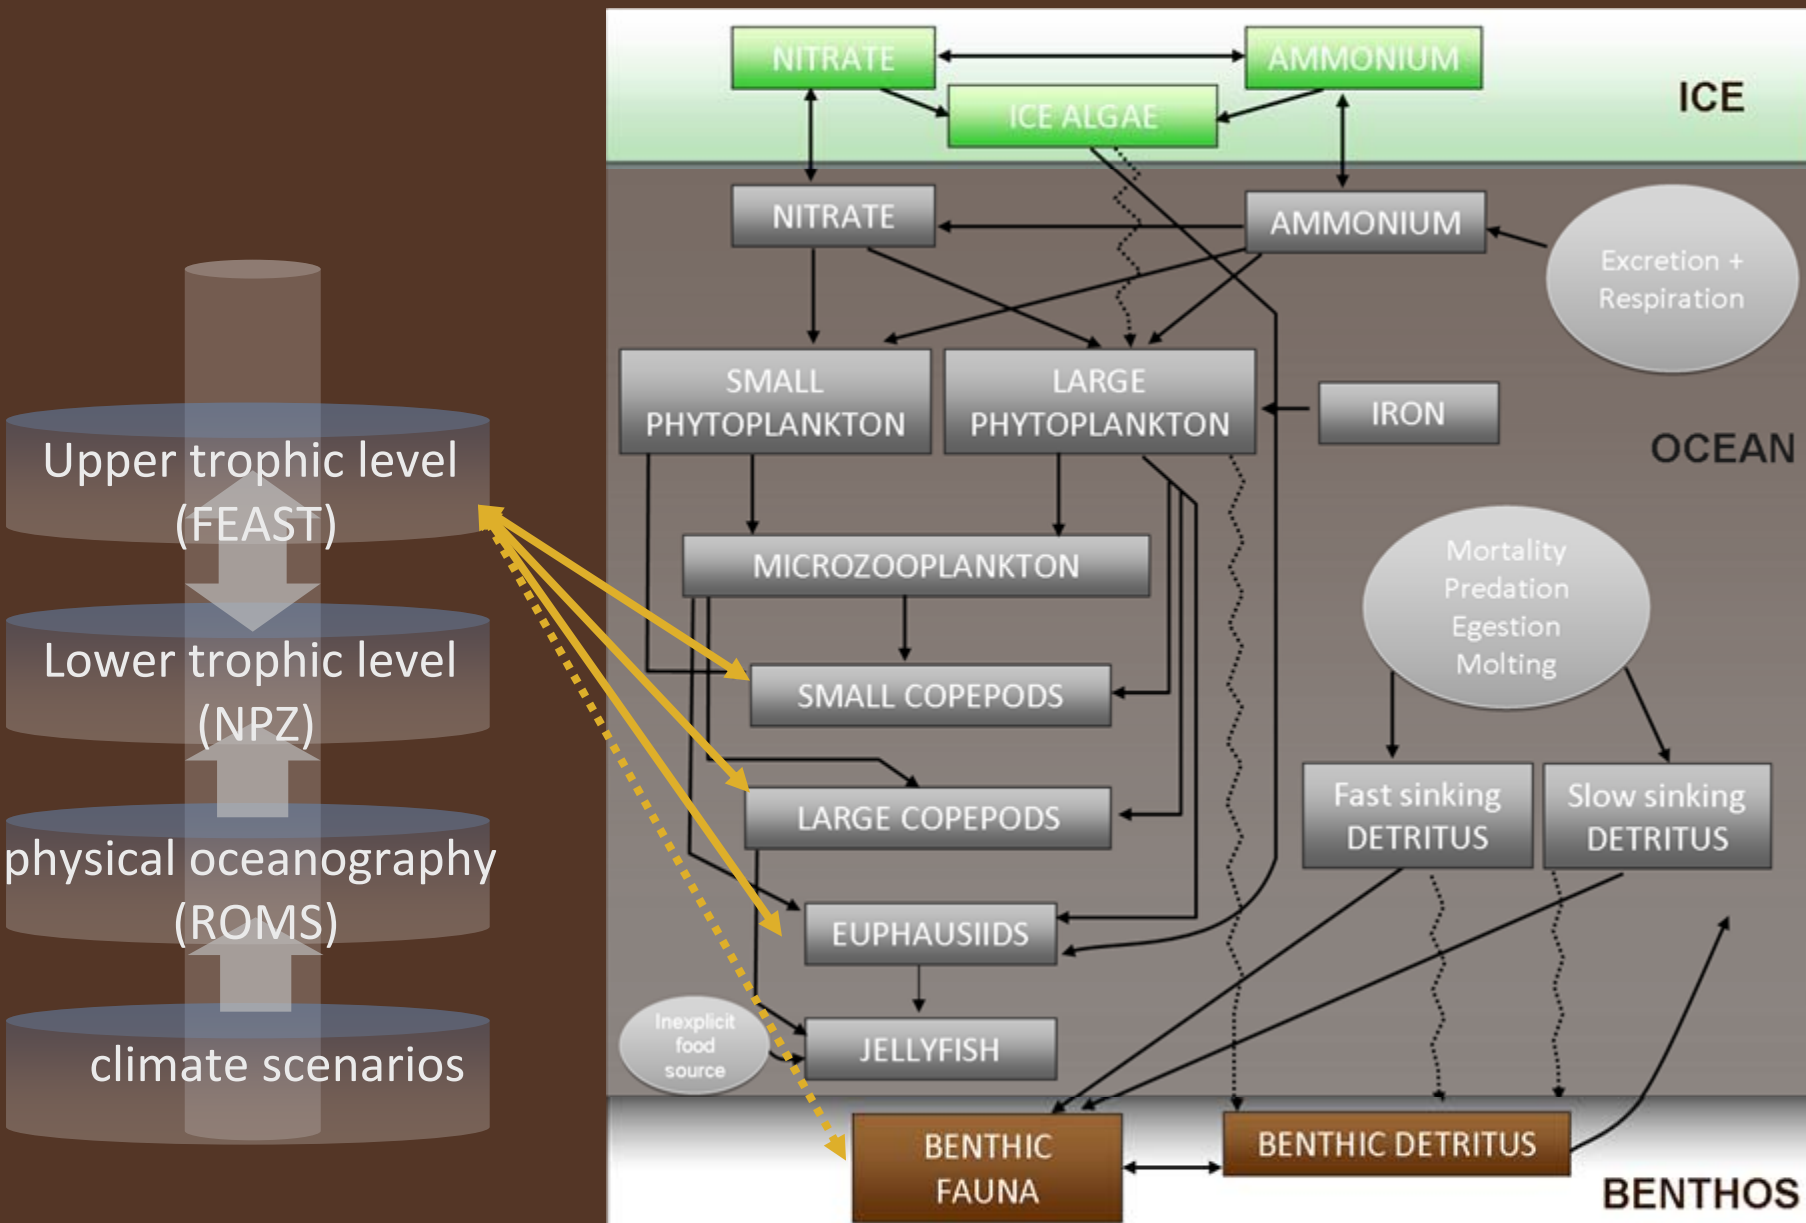 Upper trophic level
(FEAST)
Lower trophic level
(NPZ)
physical oceanography
(ROMS)
climate scenarios
NITRATE
AMMONIUM
ICE ALGAE
ICE
NITRATE
AMMONIUM
Excretion +
Respiration
SMALL
PHYTOPLANKTON
LARGE
PHYTOPLANKTON
IRON
OCEAN
MICROZOOPLANKTON
Mortality
Predation
Egestion
Molting
SMALL COPEPODS
LARGE COPEPODS
Fast sinking
DETRITUS
Slow sinking
DETRITUS
EUPHAUSIIDS
Inexplicit
food
source
JELLYFISH
BENTHIC
FAUNA
BENTHIC DETRITUS
BENTHOS